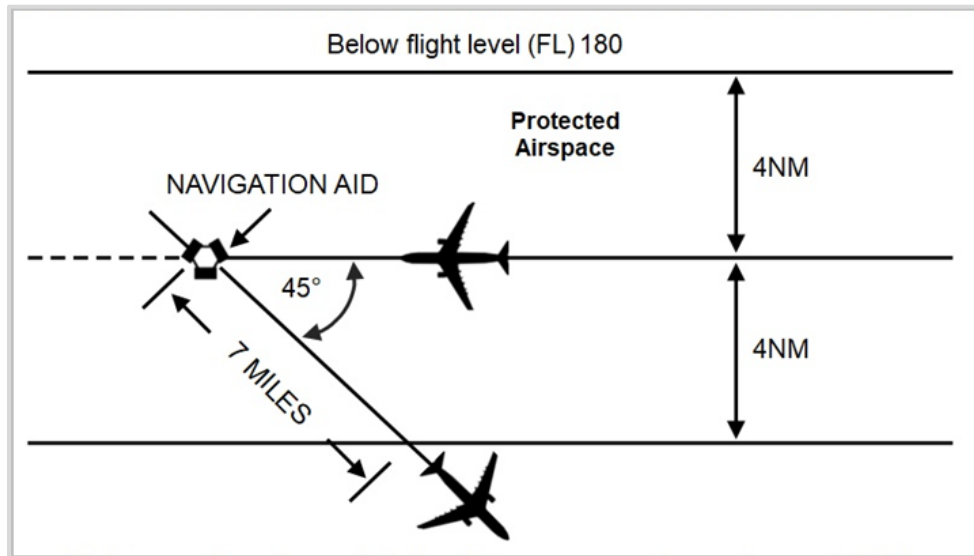 Below flight level (FL) 180
Protected
Airspace
4NM
NAVIGATION AID
45°
4NM
7 MILES